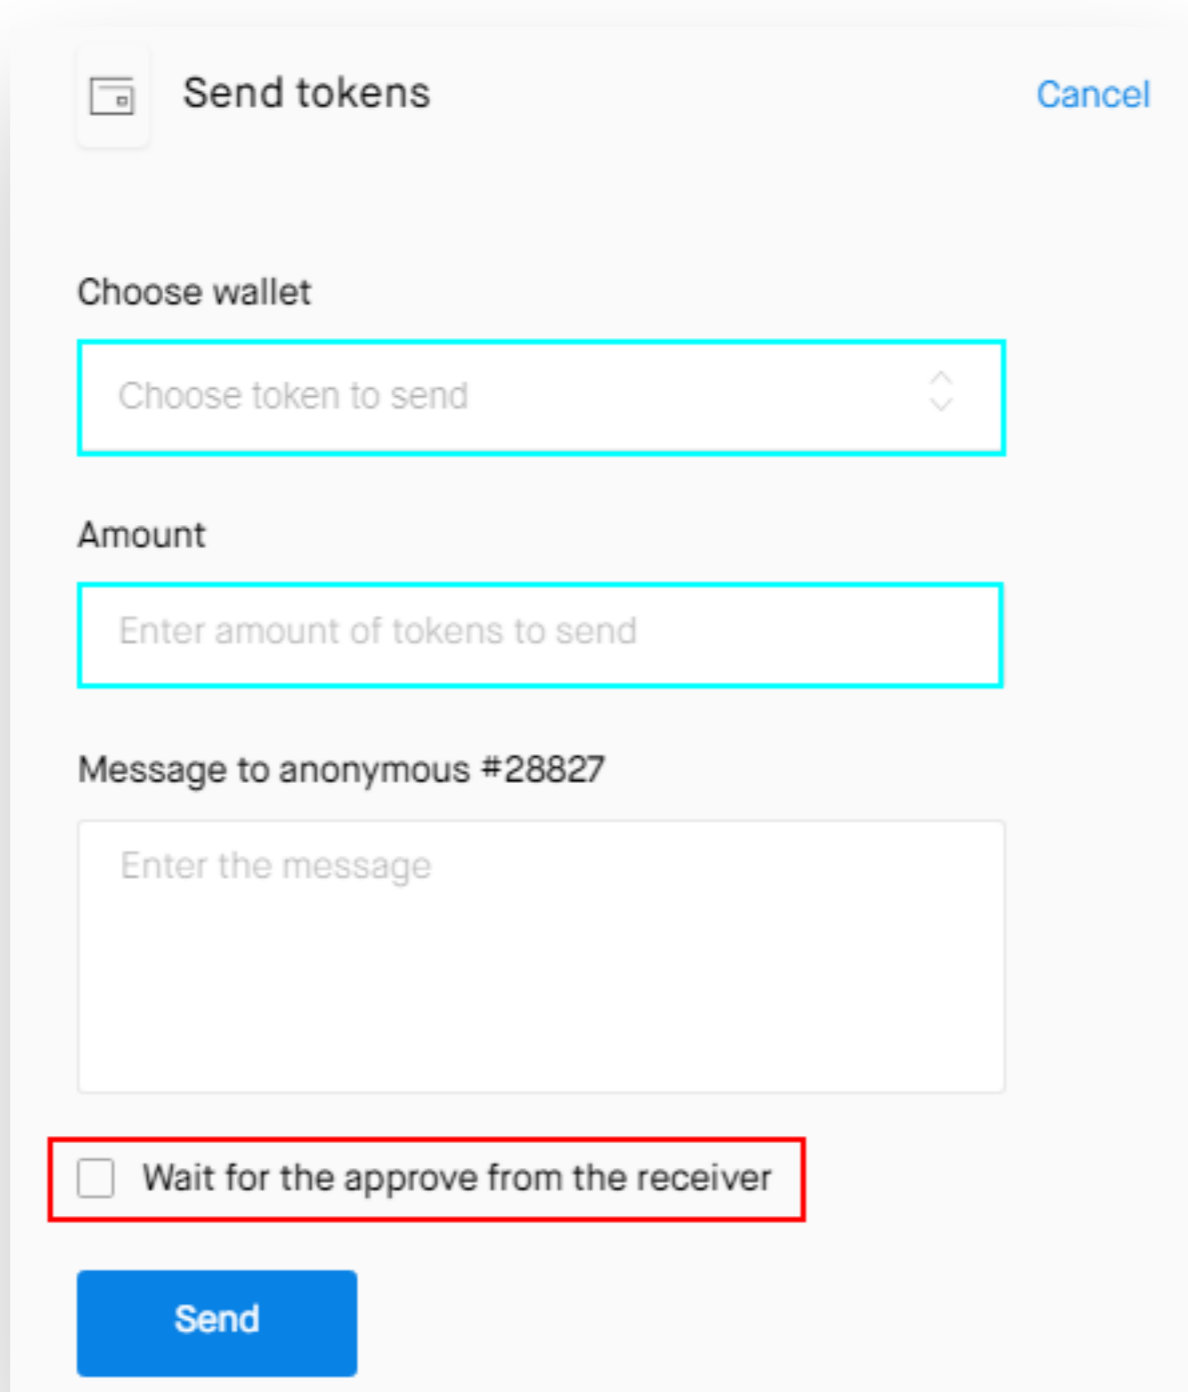 Send tokens
Cancel
Choose wallet
Choose token to send
Amount
Enter amount of tokens to send
Message to anonymous #28827
Enter the message
Wait for the approve from the receiver
Send